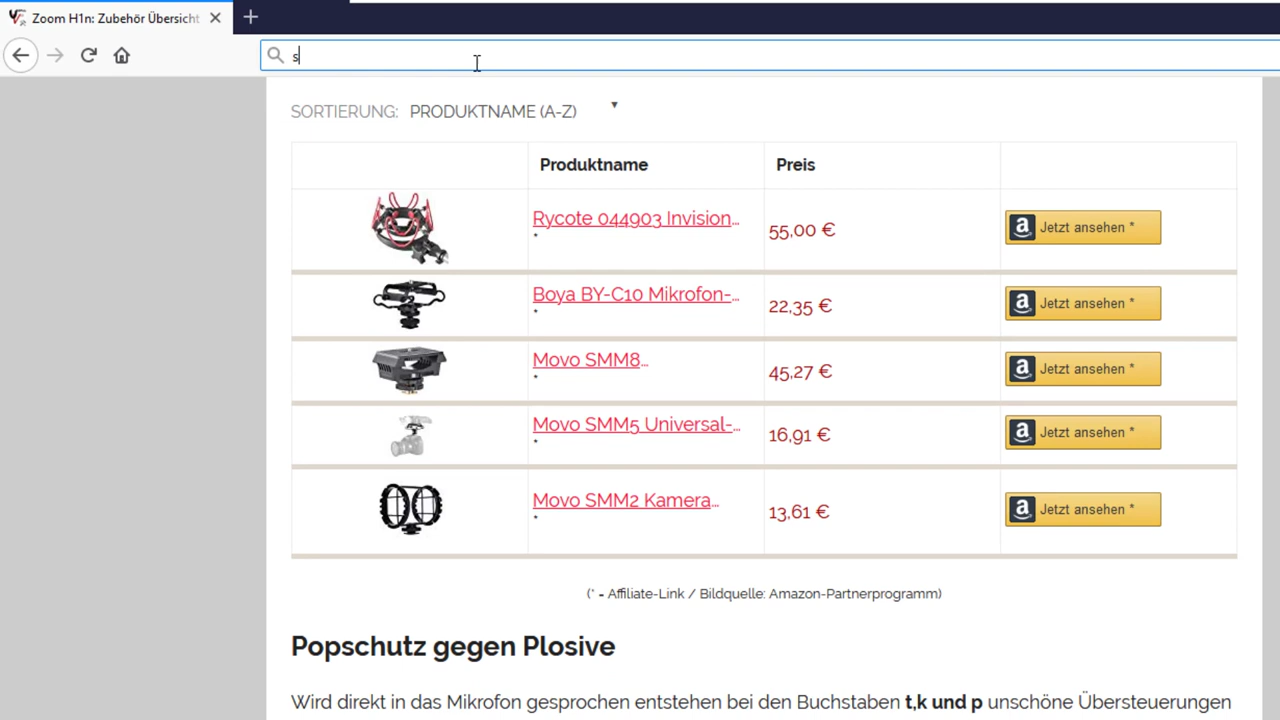 Zoom H1n: Zubehör Übersicht
s
SORTIERUNG: PRODUKTNAME (A-Z)
Produktname Preis
Rycote 044903 Invision… * 55,00 € Jetzt ansehen *
Boya BY-C10 Mikrofon-… * 22,35 € Jetzt ansehen *
Movo SMM8… * 45,27 € Jetzt ansehen *
Movo SMM5 Universal-… * 16,91 € Jetzt ansehen *
Movo SMM2 Kamera… * 13,61 € Jetzt ansehen *
(* = Affiliate-Link / Bildquelle: Amazon-Partnerprogramm)
Popschutz gegen Plosive
Wird direkt in das Mikrofon gesprochen entstehen bei den Buchstaben t,k und p unschöne Übersteuerungen